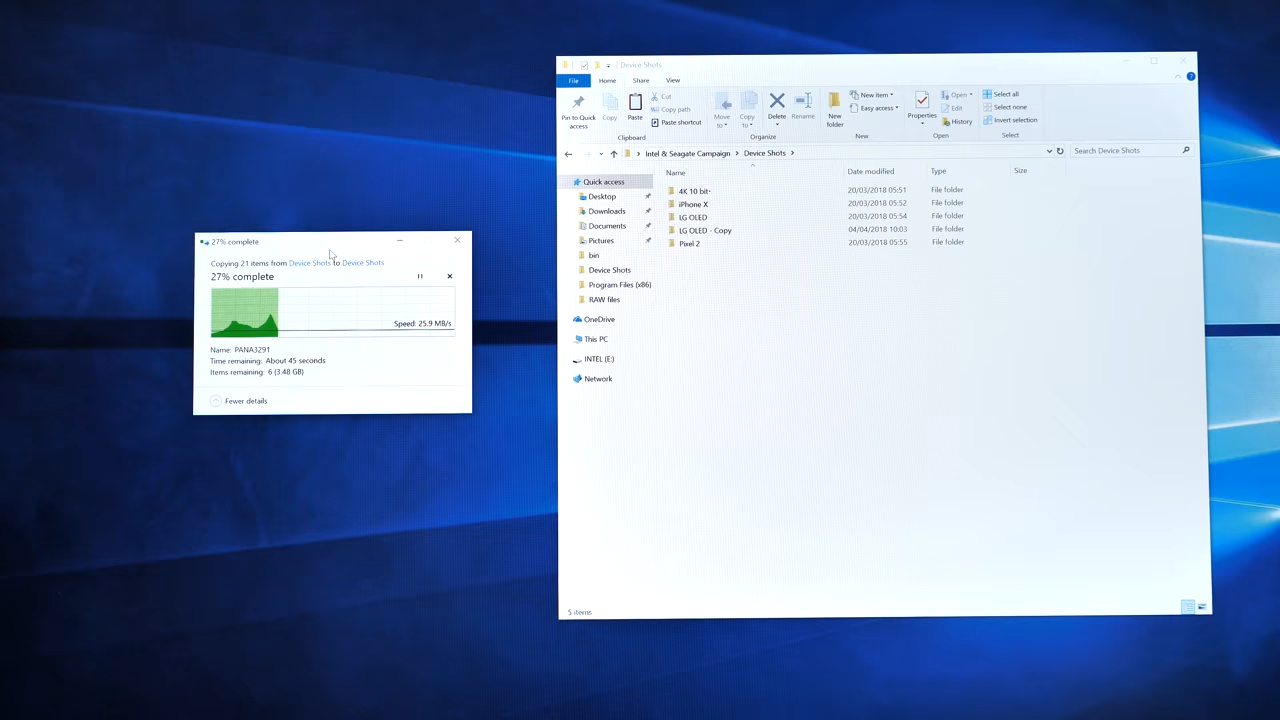 27% complete
Copying 21 items from Device Shots to Device Shots
27% complete
Speed: 25.9 MB/s
Name: PANA3291
Time remaining: About 45 seconds
Items remaining: 6 (3.48 GB)
Fewer details
Device Shots
File Home Share View
Pin to Quick access
Copy
Paste
Cut
Copy path
Paste shortcut
Clipboard
Move to
Copy to
Delete
Rename
Organize
New folder
New item
Easy access
New
Properties
Open
Edit
History
Open
Select all
Select none
Invert selection
Select
Intel & Seagate Campaign > Device Shots >
Search Device Shots
Name Date modified Type Size
4K 10 bit+ 20/03/2018 05:51 File folder
iPhone X 20/03/2018 05:52 File folder
LG OLED 20/03/2018 05:54 File folder
LG OLED - Copy 04/04/2018 10:03 File folder
Pixel 2 20/03/2018 05:55 File folder
Quick access
Desktop
Downloads
Documents
Pictures
bin
Device Shots
Program Files (x86)
RAW files
OneDrive
This PC
INTEL (E:)
Network
5 items